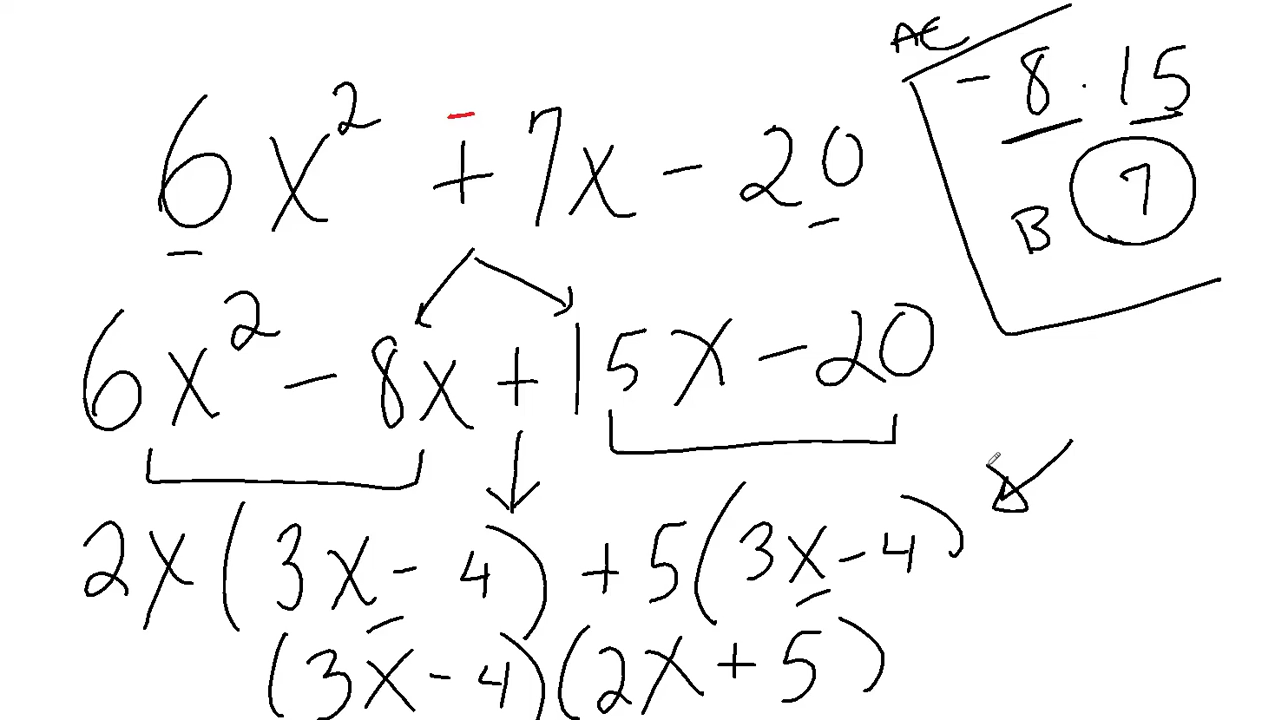 6x² + 7x - 20
AC
-8 · 15
B 7
6x² - 8x + 15x - 20
2x(3x - 4) + 5(3x - 4)
(3x - 4)(2x + 5)